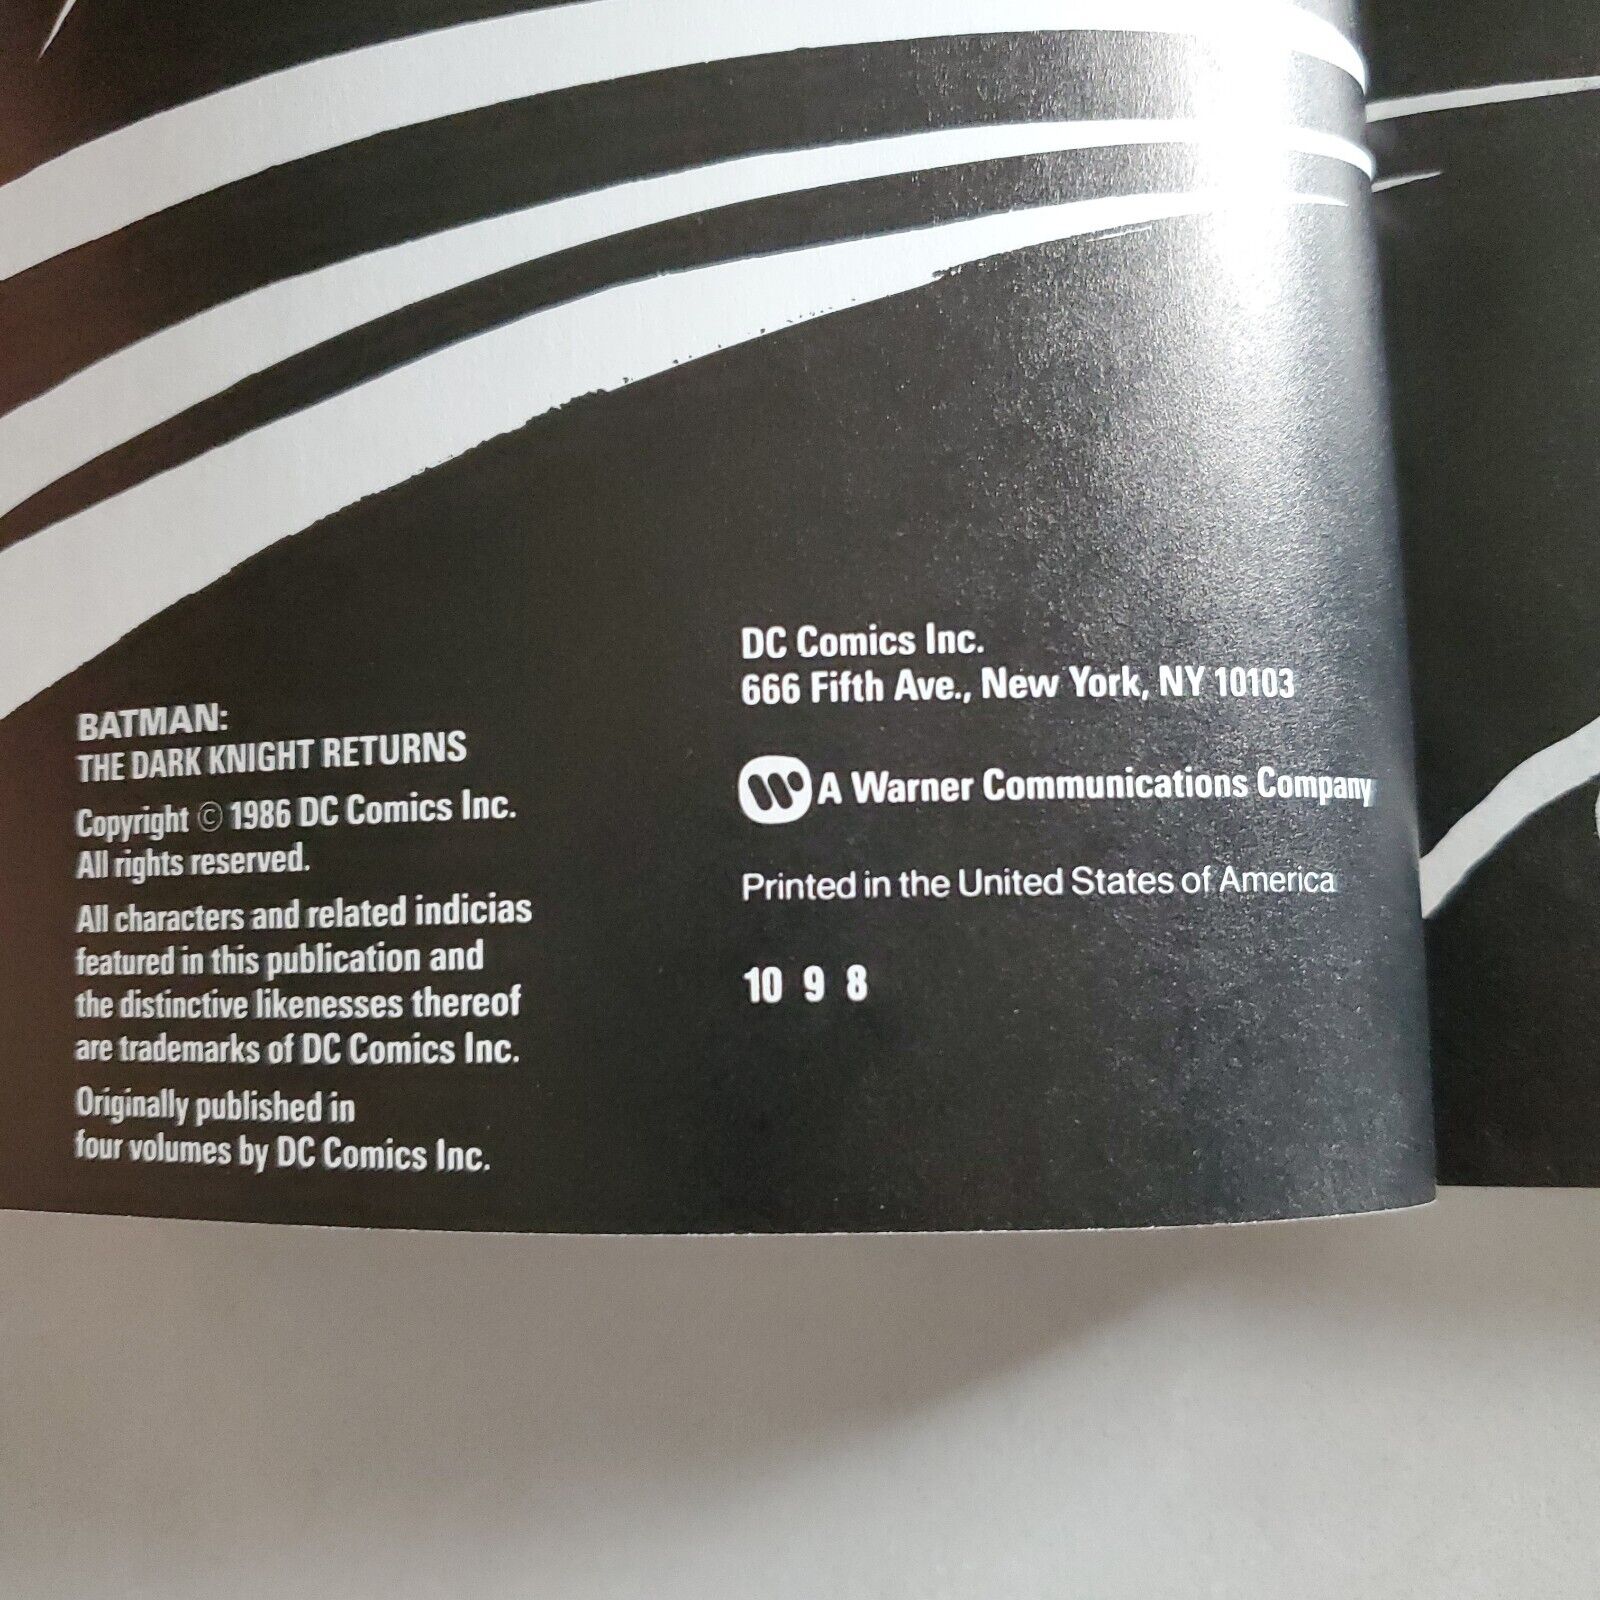 BATMAN:
THE DARK KNIGHT RETURNS
Copyright © 1986 DC Comics Inc.
All rights reserved.
All characters and related indicias
featured in this publication and
the distinctive likenesses thereof
are trademarks of DC Comics Inc.
Originally published in
four volumes by DC Comics Inc.
DC Comics Inc.
666 Fifth Ave., New York, NY 10103
A Warner Communications Company
Printed in the United States of America
10 9 8